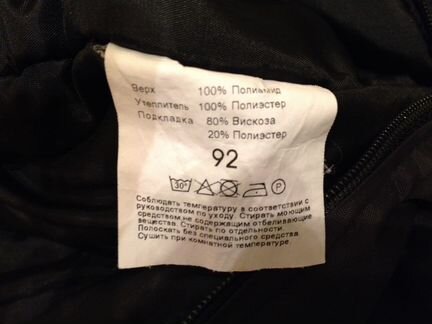 Верх 100% Полиамид
Утеплитель 100% Полиэстер
Подкладка 80% Вискоза
20% Полиэстер
92
30° P
Соблюдать температуру в соответствии с
руководством по уходу. Стирать моющим
средством не содержащим отбеливающие
вещества. Стирать по отдельности.
Полоскать без специального средства
Сушить при комнатной температуре.